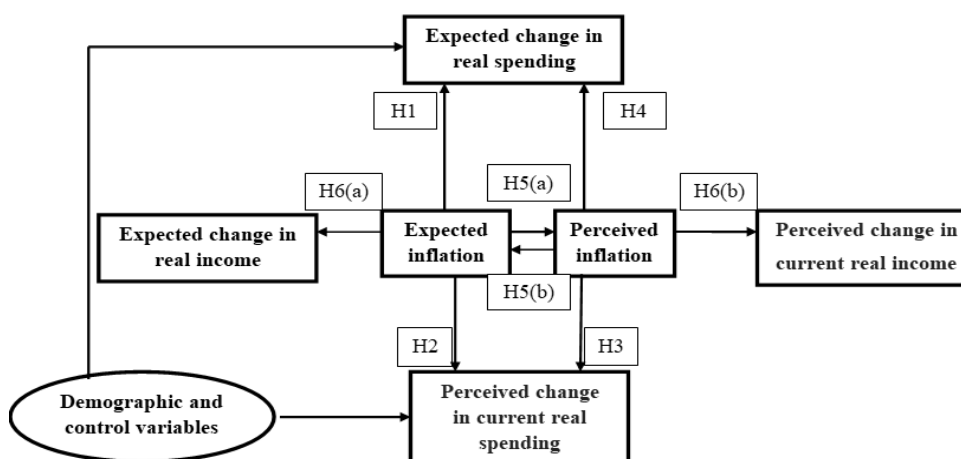 Expected change in
real spending
H1
H4
H6(a)
H5(a)
H6(b)
Expected change in
real income
Expected
inflation
Perceived
inflation
Perceived change in
current real income
H5(b)
H2
H3
Demographic and
control variables
Perceived change
in current real
spending